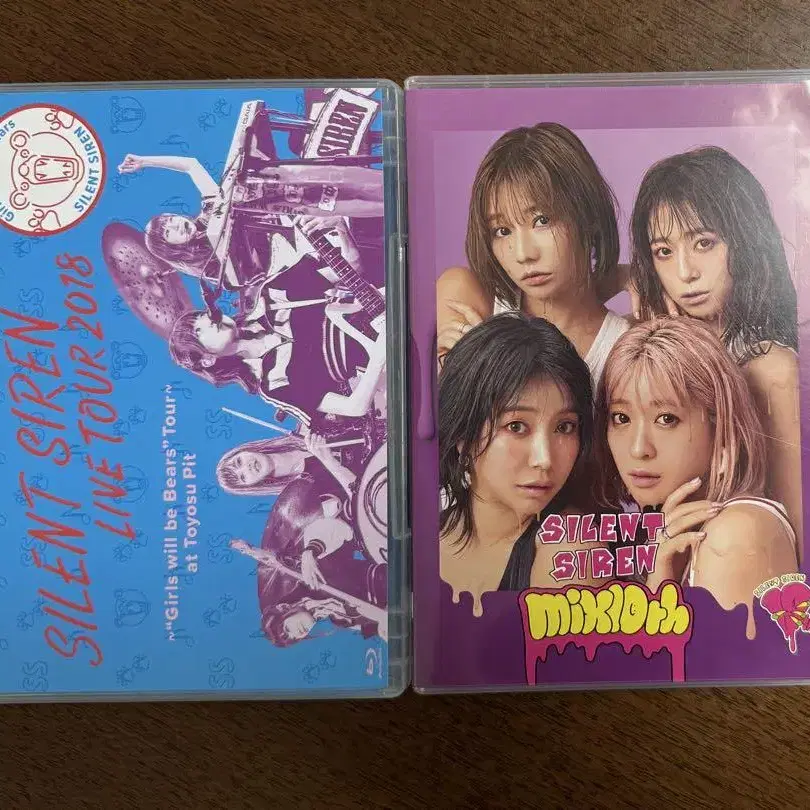 SILENT SIREN
SILENT SIREN
LIVE TOUR 2018
~"Girls will be Bears" Tour~
at Toyosu Pit
SIREN
SILENT
SIREN
mix10th